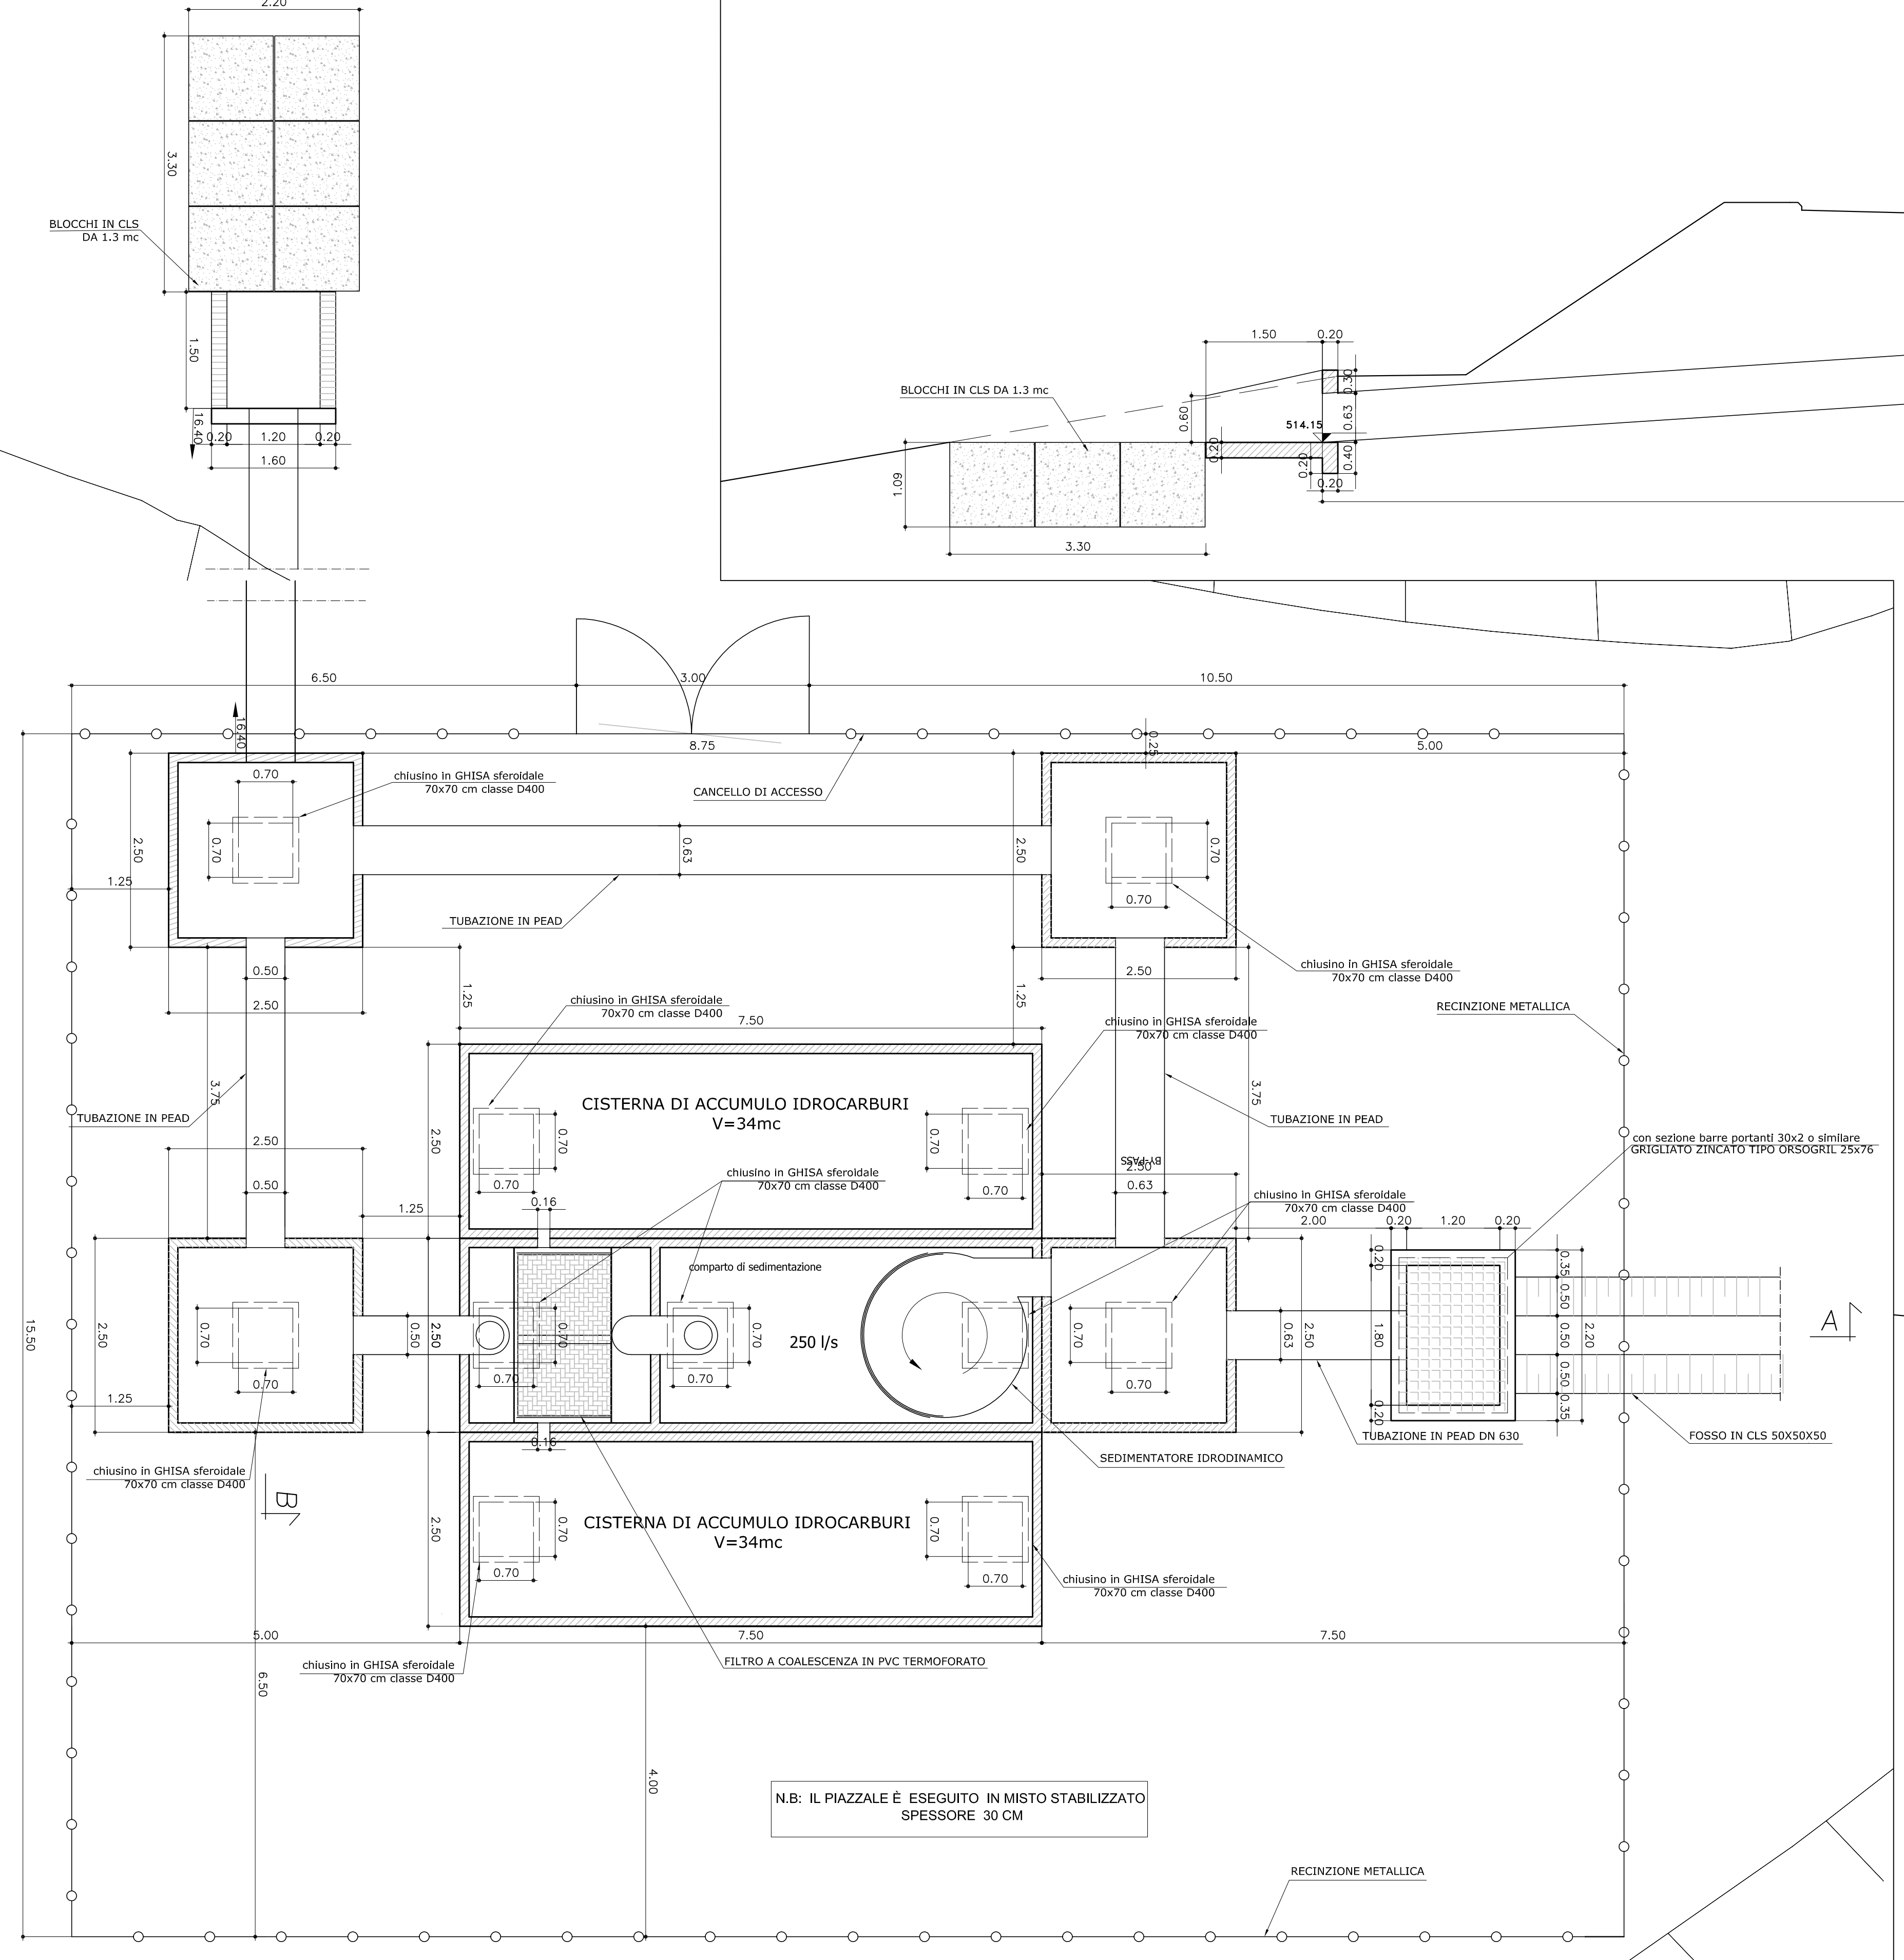 2.20
3.30
BLOCCHI IN CLS
DA 1.3 mc
1.50
16.40
0.20
1.20
0.20
1.60
1.50
0.20
BLOCCHI IN CLS DA 1.3 mc
0.60
0.30
0.63
514.15
0.20
0.20
0.40
0.20
1.09
3.30
6.50
3.00
10.50
16.40
8.75
0.25
5.00
0.70
chiusino in GHISA sferoidale
70x70 cm classe D400
CANCELLO DI ACCESSO
2.50
0.70
0.63
2.50
0.70
1.25
0.70
TUBAZIONE IN PEAD
chiusino in GHISA sferoidale
70x70 cm classe D400
0.50
2.50
2.50
1.25
1.25
chiusino in GHISA sferoidale
70x70 cm classe D400
RECINZIONE METALLICA
7.50
chiusino in GHISA sferoidale
70x70 cm classe D400
3.75
3.75
TUBAZIONE IN PEAD
CISTERNA DI ACCUMULO IDROCARBURI
V=34mc
TUBAZIONE IN PEAD
2.50
2.50
0.70
0.70
con sezione barre portanti 30x2 o similare
GRIGLIATO ZINCATO TIPO ORSOGRIL 25x76
BY-PASS
2.50
chiusino in GHISA sferoidale
70x70 cm classe D400
0.50
0.70
0.16
0.70
0.63
chiusino in GHISA sferoidale
70x70 cm classe D400
1.25
2.00
0.20
1.20
0.20
comparto di sedimentazione
0.20
0.35
0.50
15.50
2.50
0.70
0.50
2.50
0.70
0.70
250 l/s
0.70
0.63
2.50
1.80
0.50
2.20
A
0.70
0.70
0.70
0.70
0.50
1.25
0.20
0.35
0.16
TUBAZIONE IN PEAD DN 630
FOSSO IN CLS 50X50X50
SEDIMENTATORE IDRODINAMICO
chiusino in GHISA sferoidale
70x70 cm classe D400
B
2.50
0.70
CISTERNA DI ACCUMULO IDROCARBURI
V=34mc
0.70
0.70
0.70
chiusino in GHISA sferoidale
70x70 cm classe D400
5.00
7.50
7.50
chiusino in GHISA sferoidale
70x70 cm classe D400
FILTRO A COALESCENZA IN PVC TERMOFORATO
6.50
4.00
N.B: IL PIAZZALE È ESEGUITO IN MISTO STABILIZZATO
SPESSORE 30 CM
RECINZIONE METALLICA